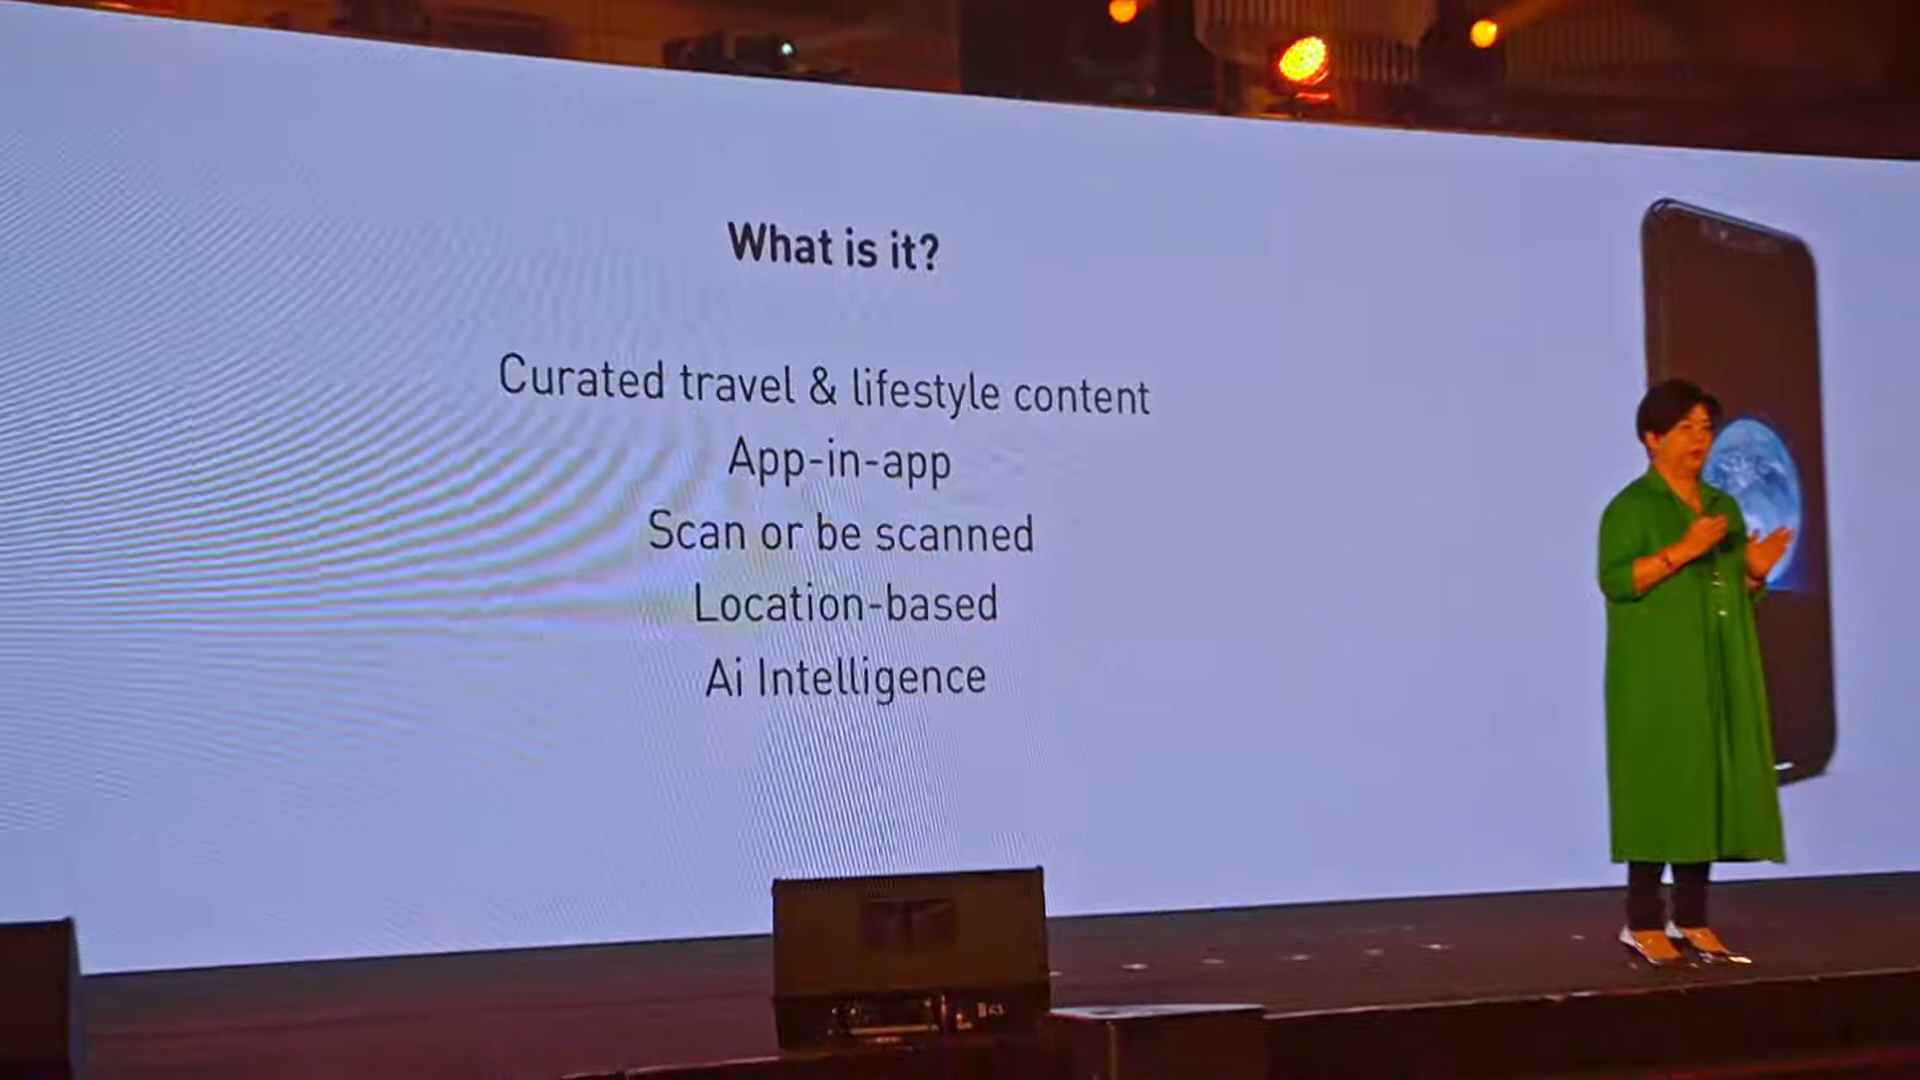 What is it?
Curated travel & lifestyle content
App-in-app
Scan or be scanned
Location-based
Ai Intelligence